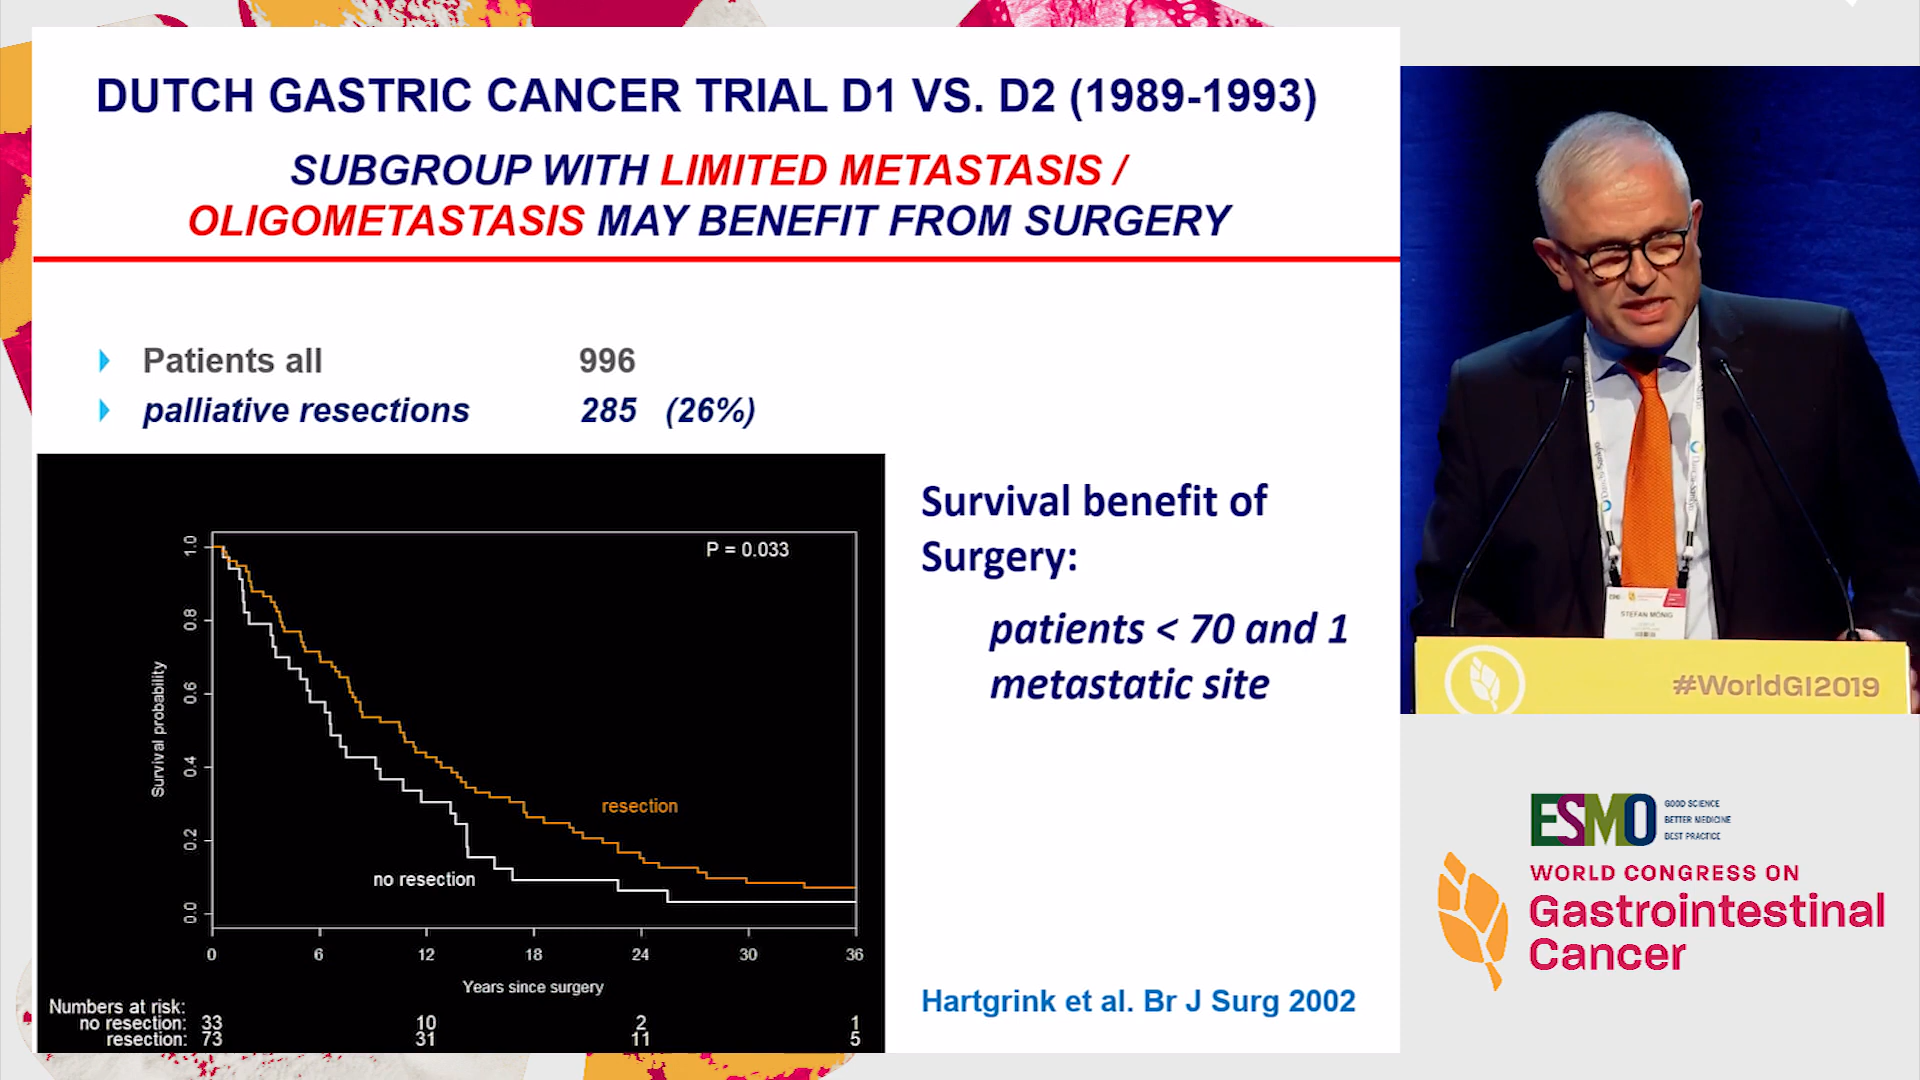 DUTCH GASTRIC CANCER TRIAL D1 VS. D2 (1989-1993)
SUBGROUP WITH LIMITED METASTASIS /
OLIGOMETASTASIS MAY BENEFIT FROM SURGERY
Patients all 996
palliative resections 285 (26%)
Survival benefit of
Surgery:
patients < 70 and 1
metastatic site
P = 0.033
Survival probability
1.0
0.8
0.6
0.4
0.2
0.0
resection
no resection
0 6 12 18 24 30 36
Years since surgery
Numbers at risk:
no resection: 33 10 2 1
resection: 73 31 11 5
Hartgrink et al. Br J Surg 2002
STEFAN MÖNIG
#WorldGI2019
ESMO
GOOD SCIENCE
BETTER MEDICINE
BEST PRACTICE
WORLD CONGRESS ON
Gastrointestinal
Cancer